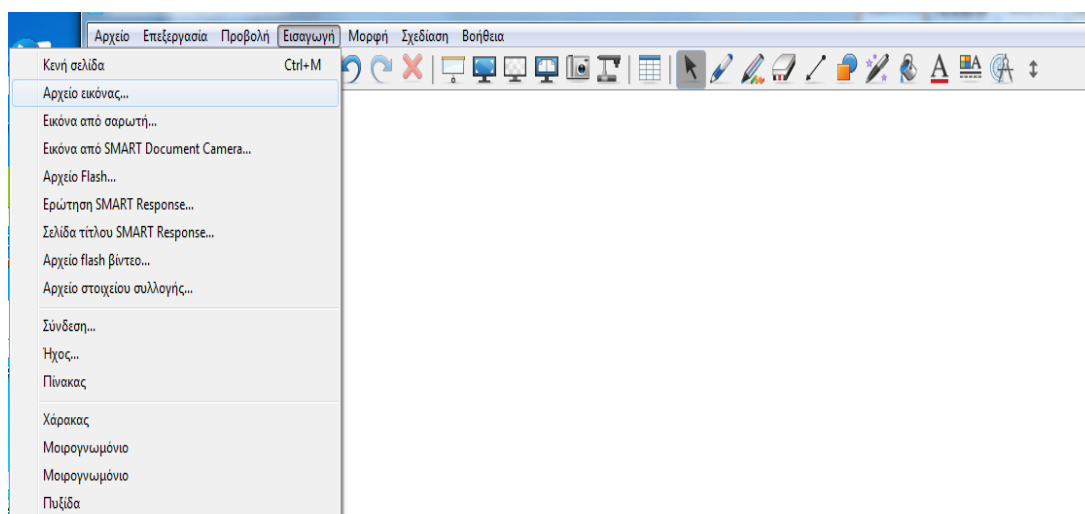 Αρχείο Επεξεργασία Προβολή Εισαγωγή Μορφή Σχεδίαση Βοήθεια
Κενή σελίδα Ctrl+M
Αρχείο εικόνας...
Εικόνα από σαρωτή...
Εικόνα από SMART Document Camera...
Αρχείο Flash...
Ερώτηση SMART Response...
Σελίδα τίτλου SMART Response...
Αρχείο flash βίντεο...
Αρχείο στοιχείου συλλογής...
Σύνδεση...
Ήχος...
Πίνακας
Χάρακας
Μοιρογνωμόνιο
Μοιρογνωμόνιο
Πυξίδα